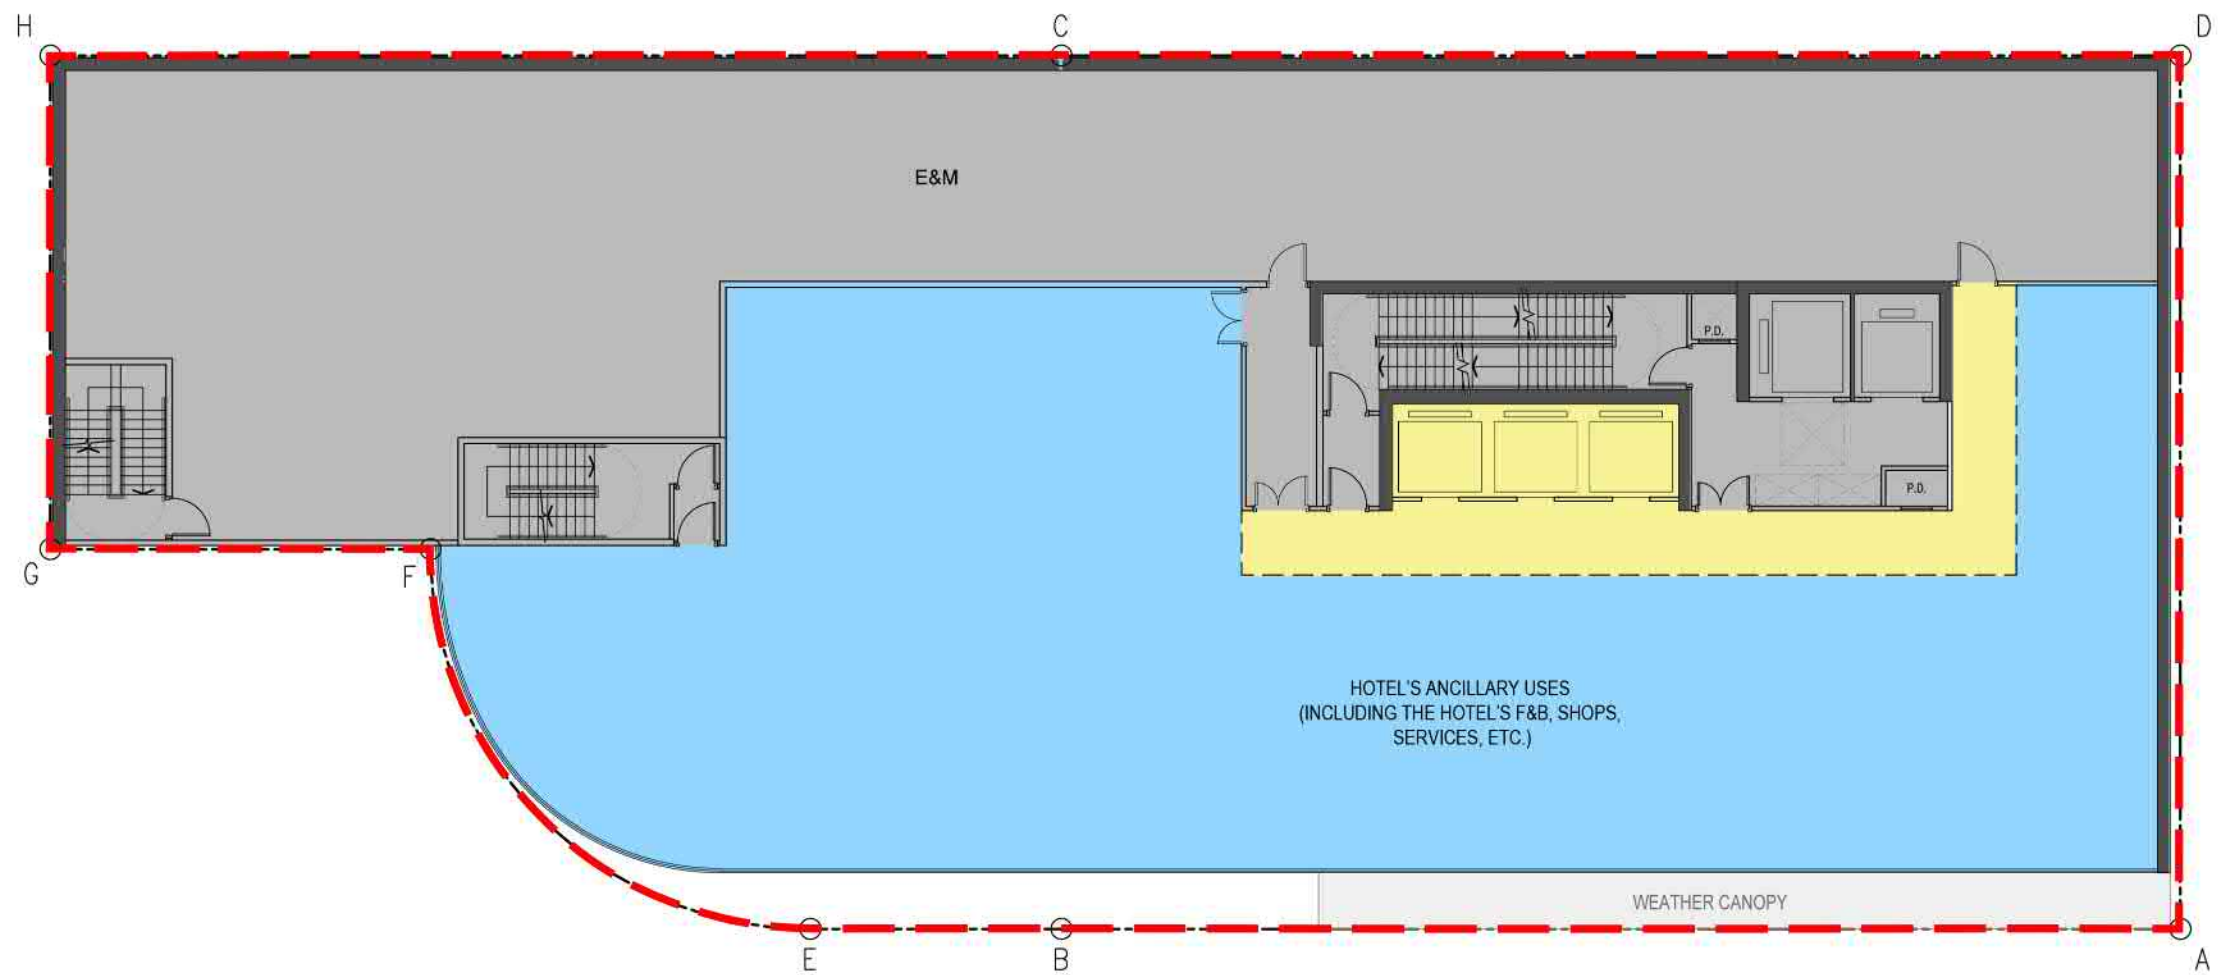 H
C
D
E&M
P.D.
P.D.
G
F
HOTEL'S ANCILLARY USES
(INCLUDING THE HOTEL'S F&B, SHOPS,
SERVICES, ETC.)
WEATHER CANOPY
E
B
A